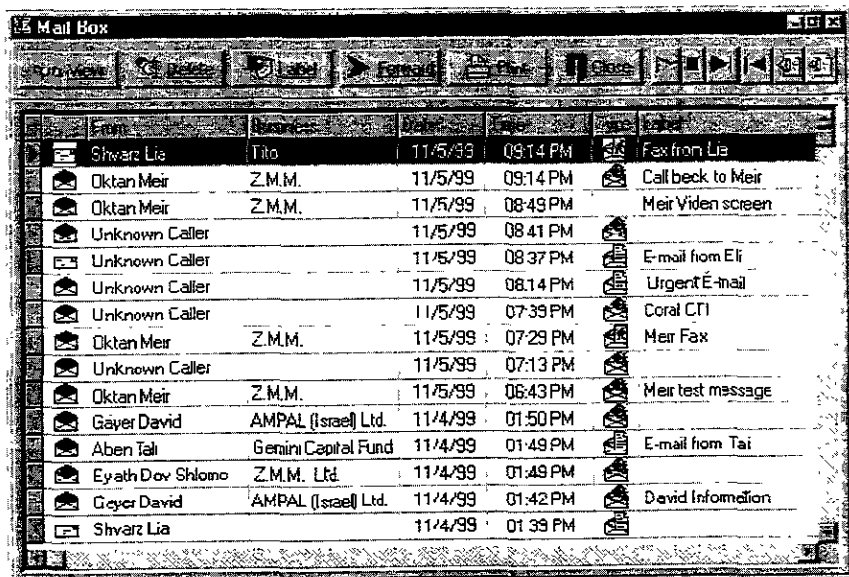 Mail Box
Delete Label Forward Print Close
From Business Date Time Type Label
Shvarz Lia Tito 11/5/99 09:14 PM Fax from Lia
Oktan Meir Z.M.M. 11/5/99 09:14 PM Call beck to Meir
Oktan Meir Z.M.M. 11/5/99 08:49 PM Meir Viden screen
Unknown Caller 11/5/99 08:41 PM
Unknown Caller 11/5/99 08:37 PM E-mail from Eli
Unknown Caller 11/5/99 08:14 PM Urgent E-mail
Unknown Caller 11/5/99 07:39 PM Coral CTI
Oktan Meir Z.M.M. 11/5/99 07:29 PM Meir Fax
Unknown Caller 11/5/99 07:13 PM
Oktan Meir Z.M.M. 11/5/99 06:43 PM Meir test message
Gayer David AMPAL (Israel) Ltd. 11/4/99 01:50 PM
Aben Tali Gemini Capital Fund 11/4/99 01:49 PM E-mail from Tai
Eyath Dov Shlomo Z.M.M. Ltd. 11/4/99 01:49 PM
Geyer David AMPAL (Israel) Ltd. 11/4/99 01:42 PM David Information
Shvarz Lia 11/4/99 01:39 PM